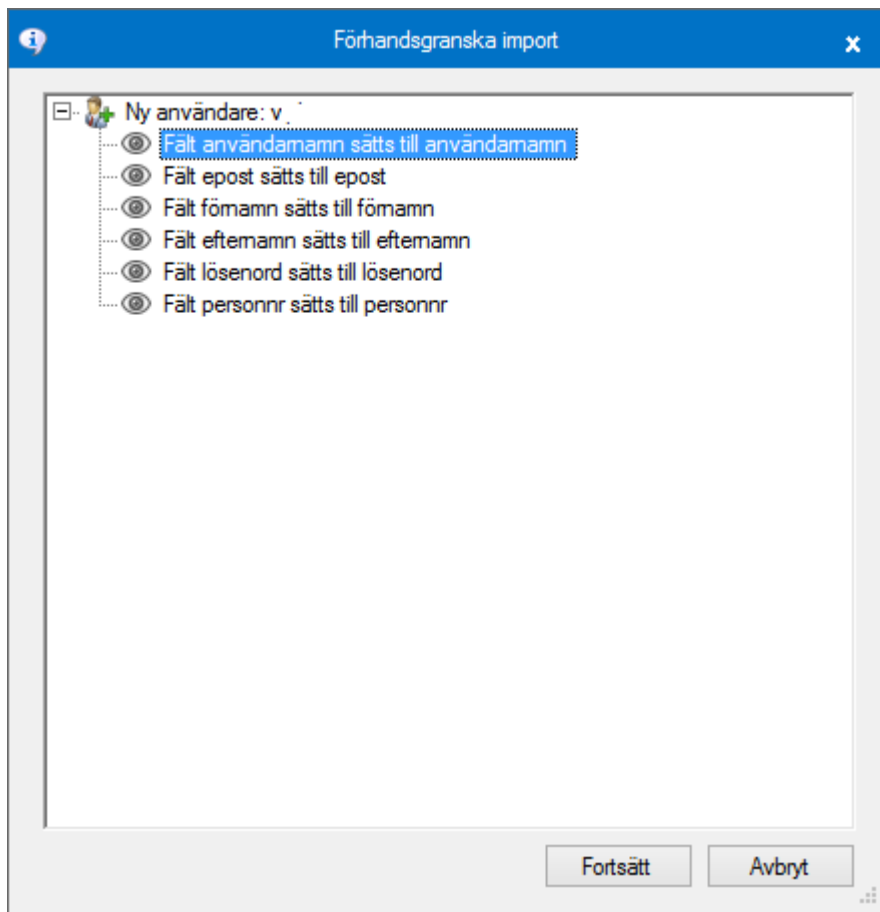 Förhandsgranska import
Ny användare: v
Fält användarnamn sätts till användarnamn
Fält epost sätts till epost
Fält förnamn sätts till förnamn
Fält efternamn sätts till efternamn
Fält lösenord sätts till lösenord
Fält personnr sätts till personnr
Fortsätt
Avbryt